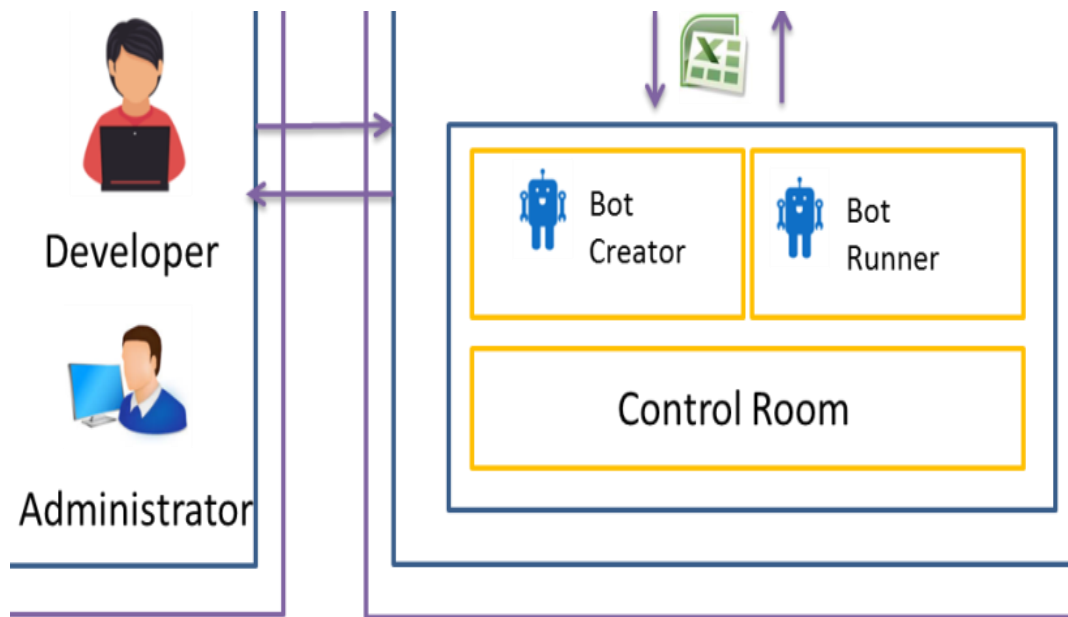 Developer
Administrator
Bot
Creator
Bot
Runner
Control Room